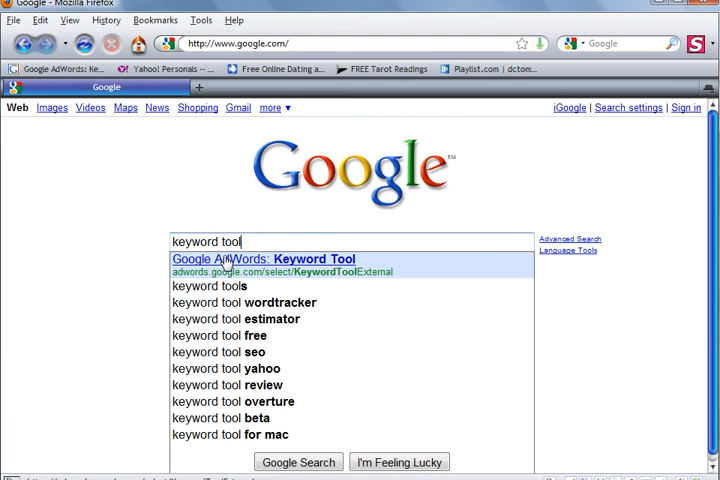 Google - Mozilla Firefox
File Edit View History Bookmarks Tools Help
http://www.google.com/
Google
Google AdWords: Ke...
Yahoo! Personals -- ...
Free Online Dating a...
FREE Tarot Readings
Playlist.com | dctom...
Google
Web Images Videos Maps News Shopping Gmail more ▼
iGoogle | Search settings | Sign in
Google™
keyword tool
Advanced Search
Language Tools
Google AdWords: Keyword Tool
adwords.google.com/select/KeywordToolExternal
keyword tools
keyword tool wordtracker
keyword tool estimator
keyword tool free
keyword tool seo
keyword tool yahoo
keyword tool review
keyword tool overture
keyword tool beta
keyword tool for mac
Google Search
I'm Feeling Lucky